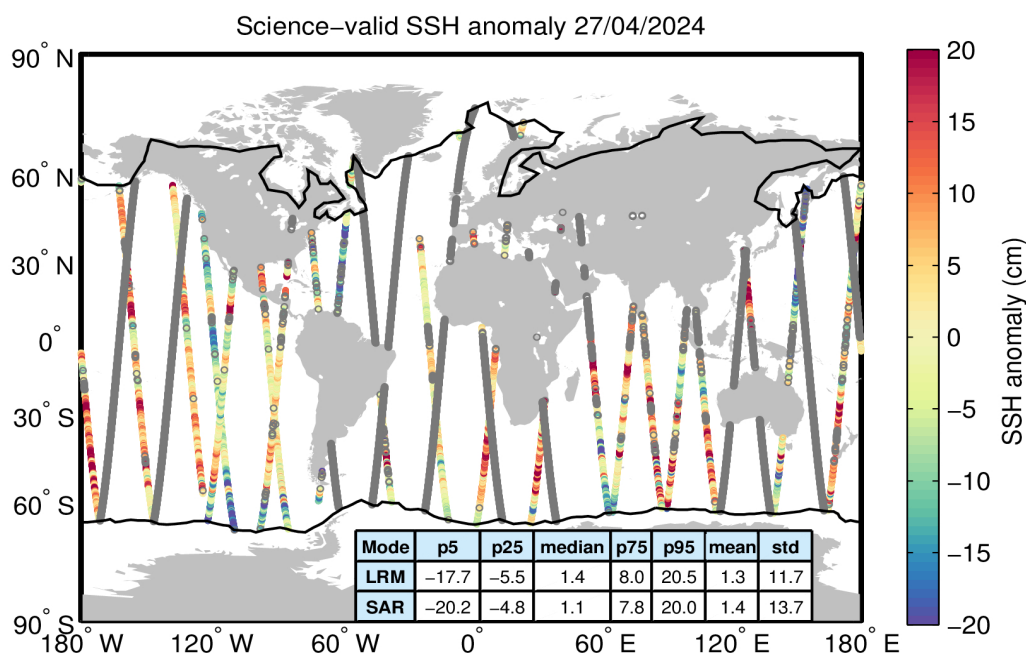 Science−valid SSH anomaly 27/04/2024
90° N
60° N
30° N
0°
30° S
60° S
90° S
180° W
120° W
60° W
0°
60° E
120° E
180° E
Mode p5 p25 median p75 p95 mean std
LRM −17.7 −5.5 1.4 8.0 20.5 1.3 11.7
SAR −20.2 −4.8 1.1 7.8 20.0 1.4 13.7
20
15
10
5
0
−5
−10
−15
−20
SSH anomaly (cm)